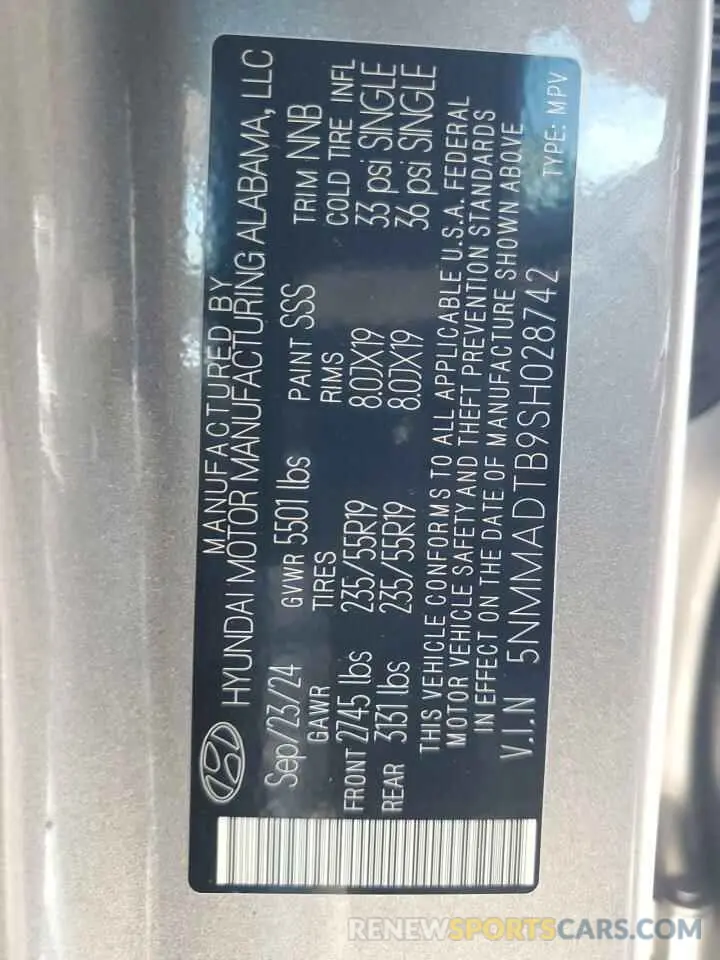 MANUFACTURED BY
HYUNDAI MOTOR MANUFACTURING ALABAMA, LLC
Sep/23/24 GVWR 5501 lbs PAINT SSS TRIM NNB
GAWR TIRES RIMS COLD TIRE INFL
FRONT 2745 lbs 235/55R19 8.0JX19 33 psi SINGLE
REAR 3131 lbs 235/55R19 8.0JX19 36 psi SINGLE
THIS VEHICLE CONFORMS TO ALL APPLICABLE U.S.A. FEDERAL
MOTOR VEHICLE SAFETY AND THEFT PREVENTION STANDARDS
IN EFFECT ON THE DATE OF MANUFACTURE SHOWN ABOVE
V.I.N 5NMMADTB9SH028742 TYPE: MPV
RENEWSPORTSCARS.COM